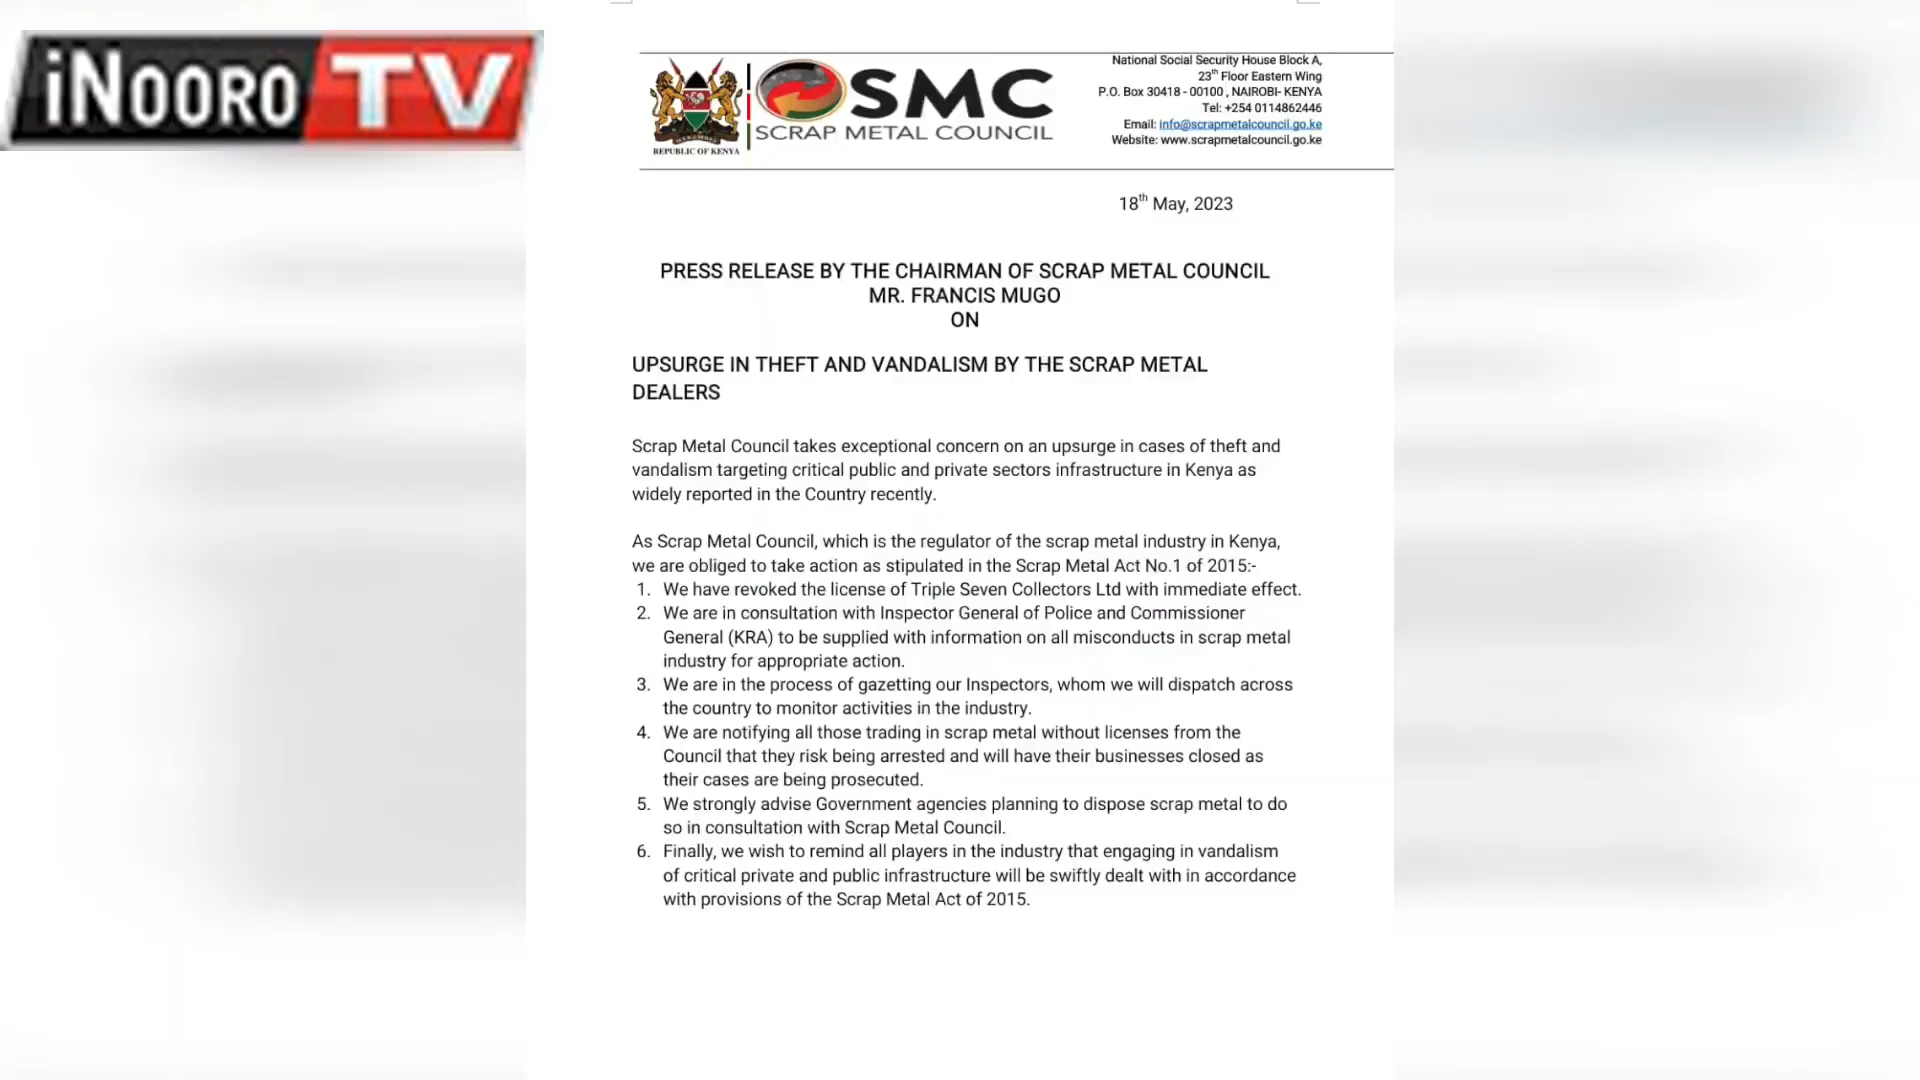 iNOORO TV
REPUBLIC OF KENYA
SMC
SCRAP METAL COUNCIL
National Social Security House Block A,
23th Floor Eastern Wing
P.O. Box 30418 - 00100 , NAIROBI- KENYA
Tel: +254 0114862446
Email: info@scrapmetalcouncil.go.ke
Website: www.scrapmetalcouncil.go.ke
18th May, 2023
PRESS RELEASE BY THE CHAIRMAN OF SCRAP METAL COUNCIL
MR. FRANCIS MUGO
ON
UPSURGE IN THEFT AND VANDALISM BY THE SCRAP METAL
DEALERS
Scrap Metal Council takes exceptional concern on an upsurge in cases of theft and
vandalism targeting critical public and private sectors infrastructure in Kenya as
widely reported in the Country recently.
As Scrap Metal Council, which is the regulator of the scrap metal industry in Kenya,
we are obliged to take action as stipulated in the Scrap Metal Act No.1 of 2015:-
1. We have revoked the license of Triple Seven Collectors Ltd with immediate effect.
2. We are in consultation with Inspector General of Police and Commissioner
General (KRA) to be supplied with information on all misconducts in scrap metal
industry for appropriate action.
3. We are in the process of gazetting our Inspectors, whom we will dispatch across
the country to monitor activities in the industry.
4. We are notifying all those trading in scrap metal without licenses from the
Council that they risk being arrested and will have their businesses closed as
their cases are being prosecuted.
5. We strongly advise Government agencies planning to dispose scrap metal to do
so in consultation with Scrap Metal Council.
6. Finally, we wish to remind all players in the industry that engaging in vandalism
of critical private and public infrastructure will be swiftly dealt with in accordance
with provisions of the Scrap Metal Act of 2015.